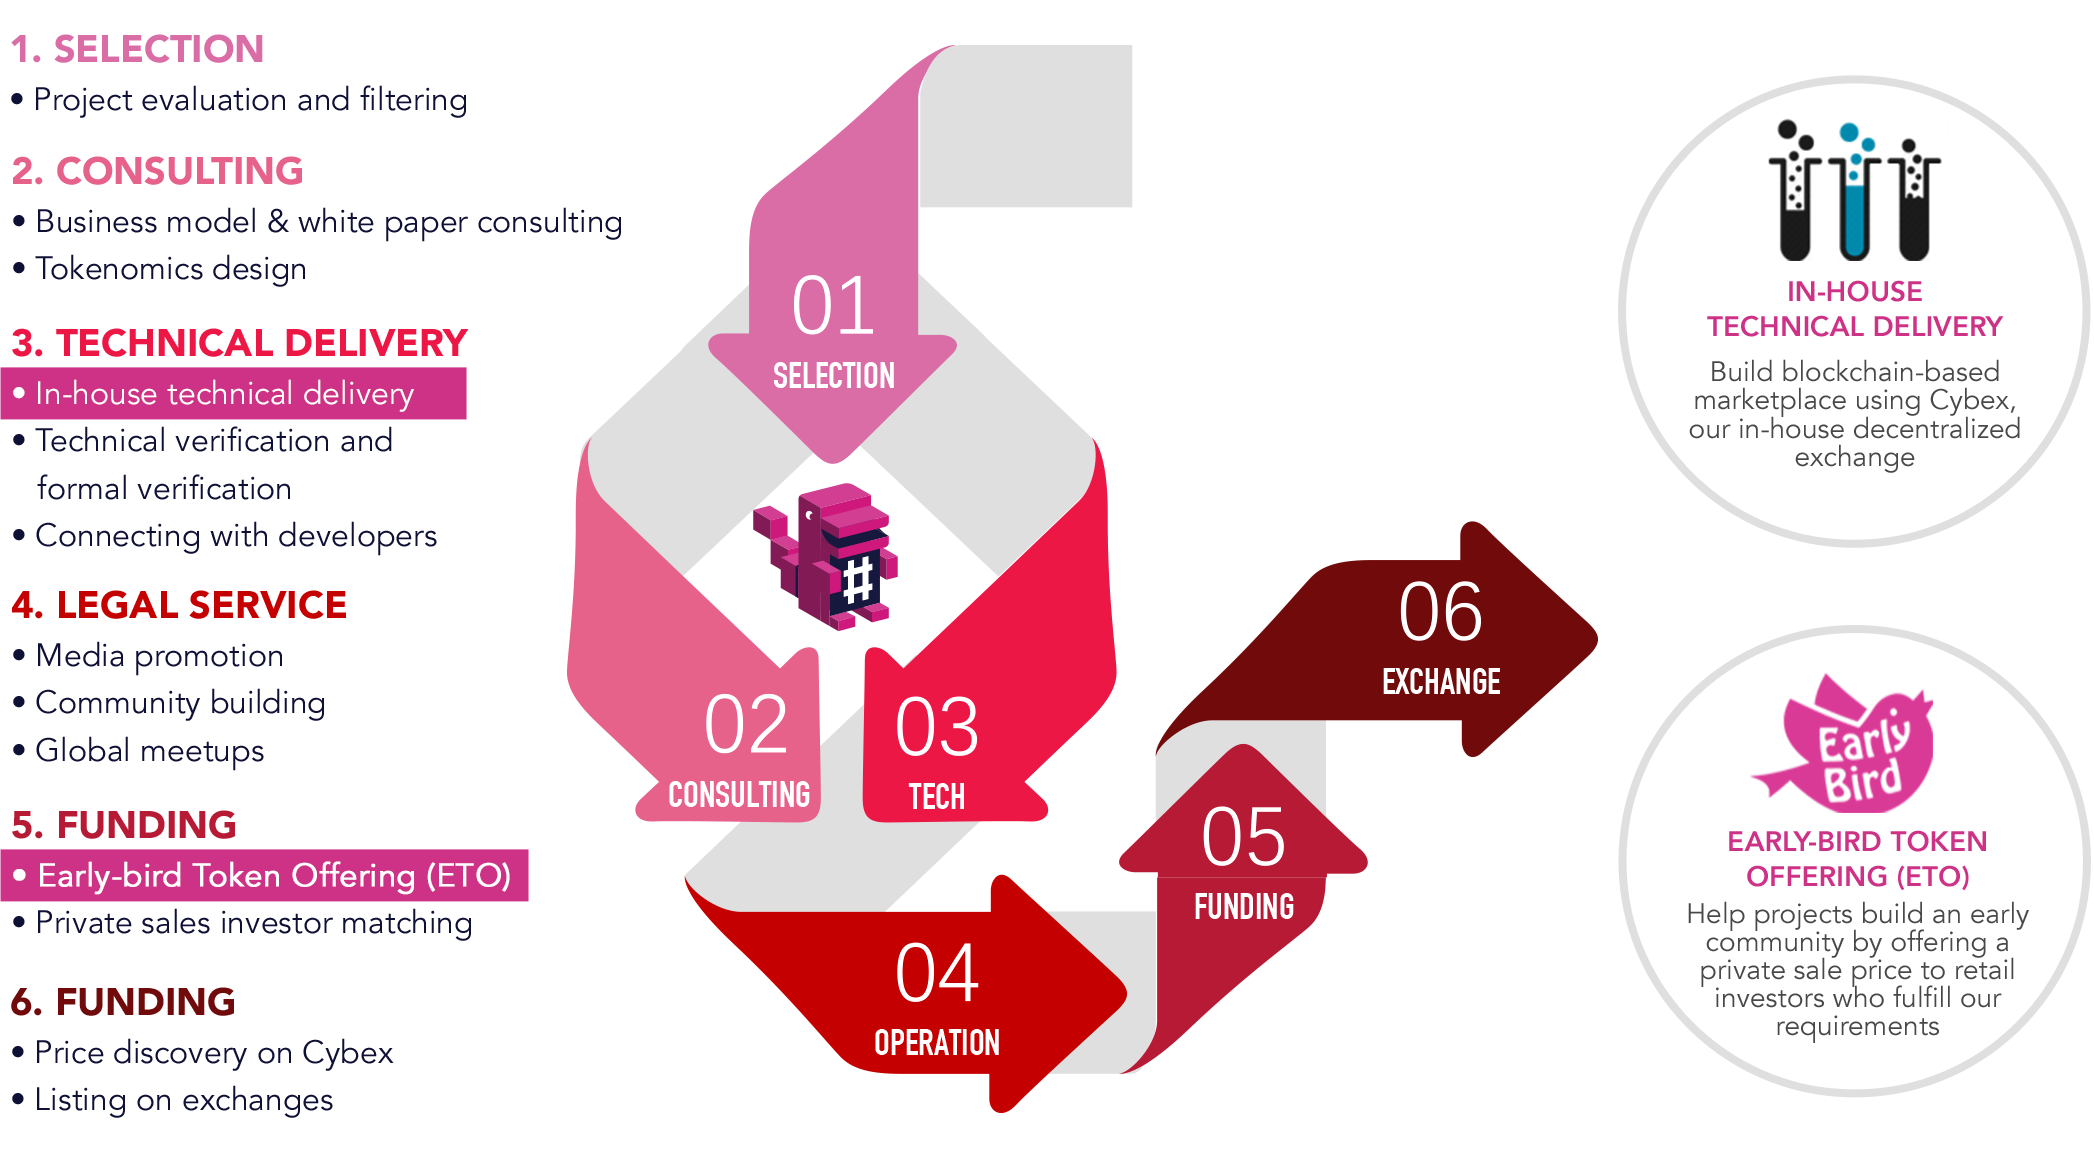 1. SELECTION
• Project evaluation and filtering
2. CONSULTING
• Business model & white paper consulting
• Tokenomics design
3. TECHNICAL DELIVERY
• In-house technical delivery
• Technical verification and
formal verification
• Connecting with developers
4. LEGAL SERVICE
• Media promotion
• Community building
• Global meetups
5. FUNDING
• Early-bird Token Offering (ETO)
• Private sales investor matching
6. FUNDING
• Price discovery on Cybex
• Listing on exchanges
01
SELECTION
#
02
CONSULTING
03
TECH
04
OPERATION
05
FUNDING
06
EXCHANGE
IN-HOUSE
TECHNICAL DELIVERY
Build blockchain-based
marketplace using Cybex,
our in-house decentralized
exchange
Early
Bird
EARLY-BIRD TOKEN
OFFERING (ETO)
Help projects build an early
community by offering a
private sale price to retail
investors who fulfill our
requirements